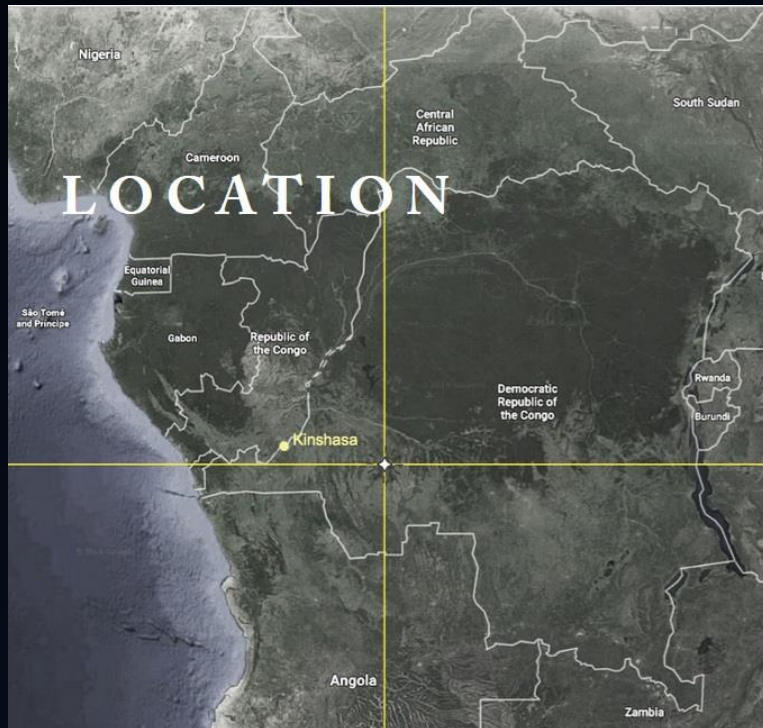 Nigeria
South Sudan
Central
African
Republic
Cameroon
LOCATION
Equatorial
Guinea
São Tomé
and Príncipe
Gabon
Republic of
the Congo
Rwanda
Democratic
Republic of
the Congo
Burundi
Kinshasa
Angola
Zambia